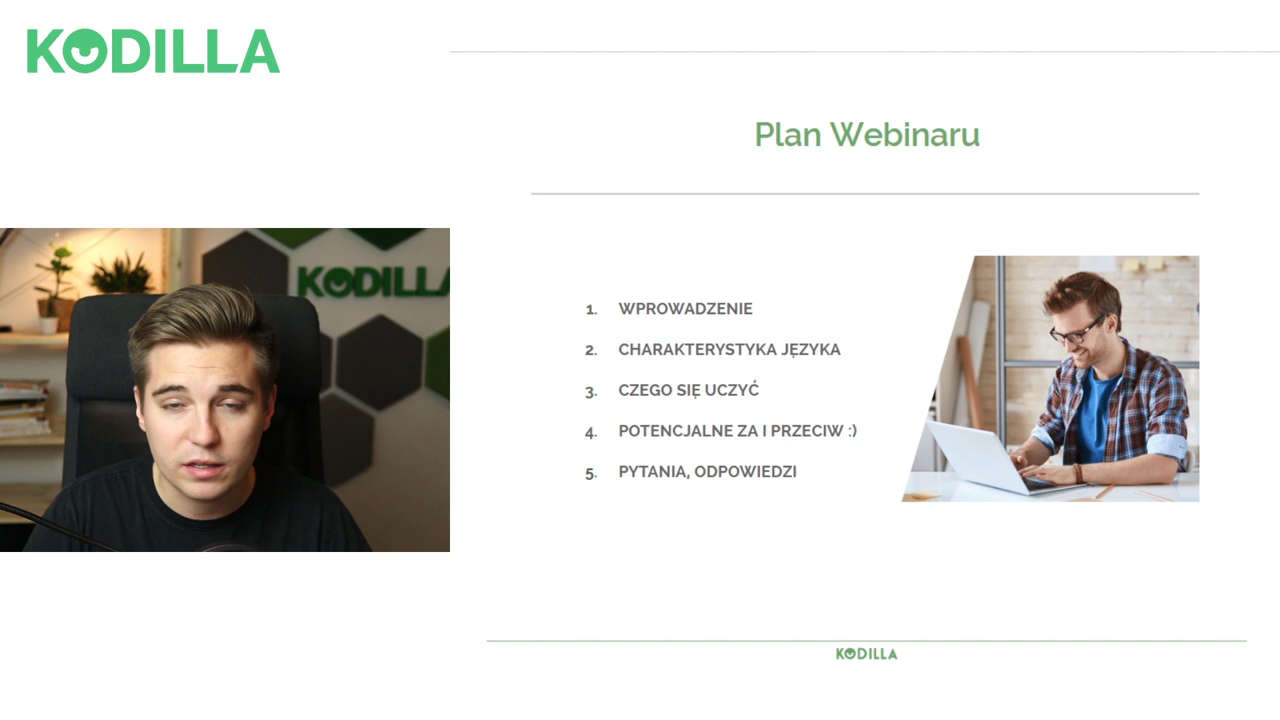 KODILLA
Plan Webinaru
KODILLA
1. WPROWADZENIE
2. CHARAKTERYSTYKA JĘZYKA
3. CZEGO SIĘ UCZYĆ
4. POTENCJALNE ZA I PRZECIW :)
5. PYTANIA, ODPOWIEDZI
KODILLA